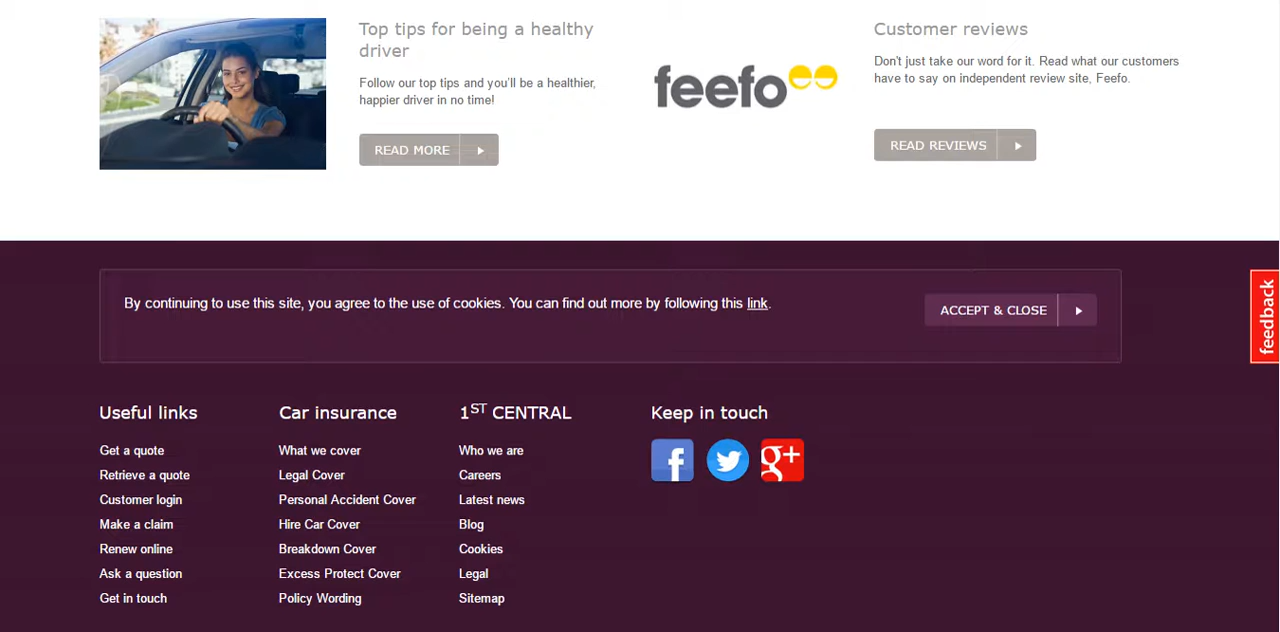 Top tips for being a healthy
driver
Follow our top tips and you'll be a healthier,
happier driver in no time!
READ MORE
feefo
Customer reviews
Don't just take our word for it. Read what our customers
have to say on independent review site, Feefo.
READ REVIEWS
By continuing to use this site, you agree to the use of cookies. You can find out more by following this link.
ACCEPT & CLOSE
feedback
Useful links
Get a quote
Retrieve a quote
Customer login
Make a claim
Renew online
Ask a question
Get in touch
Car insurance
What we cover
Legal Cover
Personal Accident Cover
Hire Car Cover
Breakdown Cover
Excess Protect Cover
Policy Wording
1ST CENTRAL
Who we are
Careers
Latest news
Blog
Cookies
Legal
Sitemap
Keep in touch
f
g+